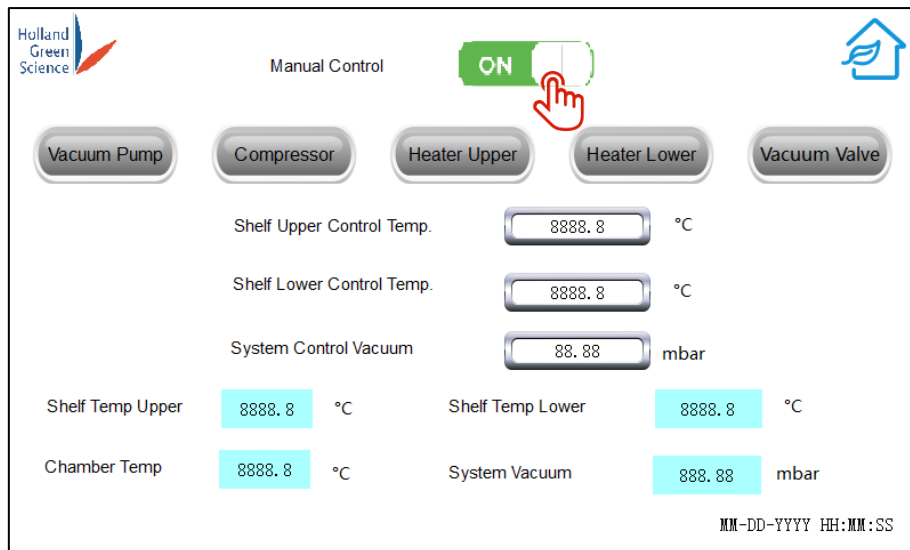 Holland
Green
Science
Manual Control
ON
Vacuum Pump
Compressor
Heater Upper
Heater Lower
Vacuum Valve
Shelf Upper Control Temp. 8888.8 °C
Shelf Lower Control Temp. 8888.8 °C
System Control Vacuum 88.88 mbar
Shelf Temp Upper 8888.8 °C
Shelf Temp Lower 8888.8 °C
Chamber Temp 8888.8 °C
System Vacuum 888.88 mbar
MM-DD-YYYY HH:MM:SS